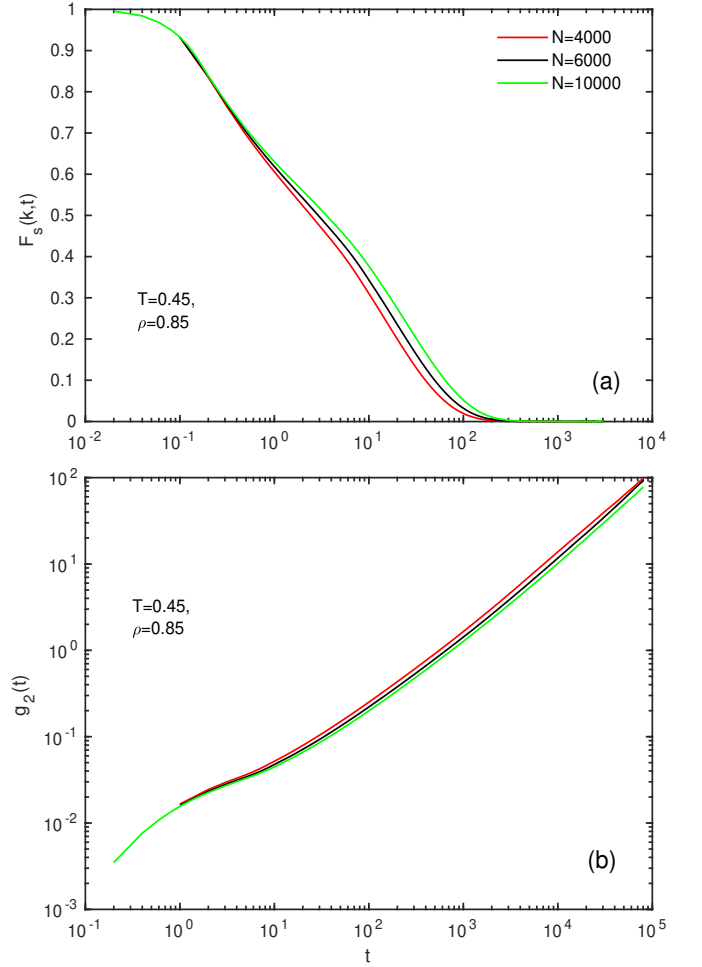 1
0.9
0.8
0.7
0.6
0.5
0.4
0.3
0.2
0.1
0
F_s(k,t)
N=4000
N=6000
N=10000
T=0.45,
ρ=0.85
(a)
10^-2 10^-1 10^0 10^1 10^2 10^3 10^4
10^2
10^1
10^0
10^-1
10^-2
10^-3
g_2(t)
T=0.45,
ρ=0.85
(b)
10^-1 10^0 10^1 10^2 10^3 10^4 10^5
t